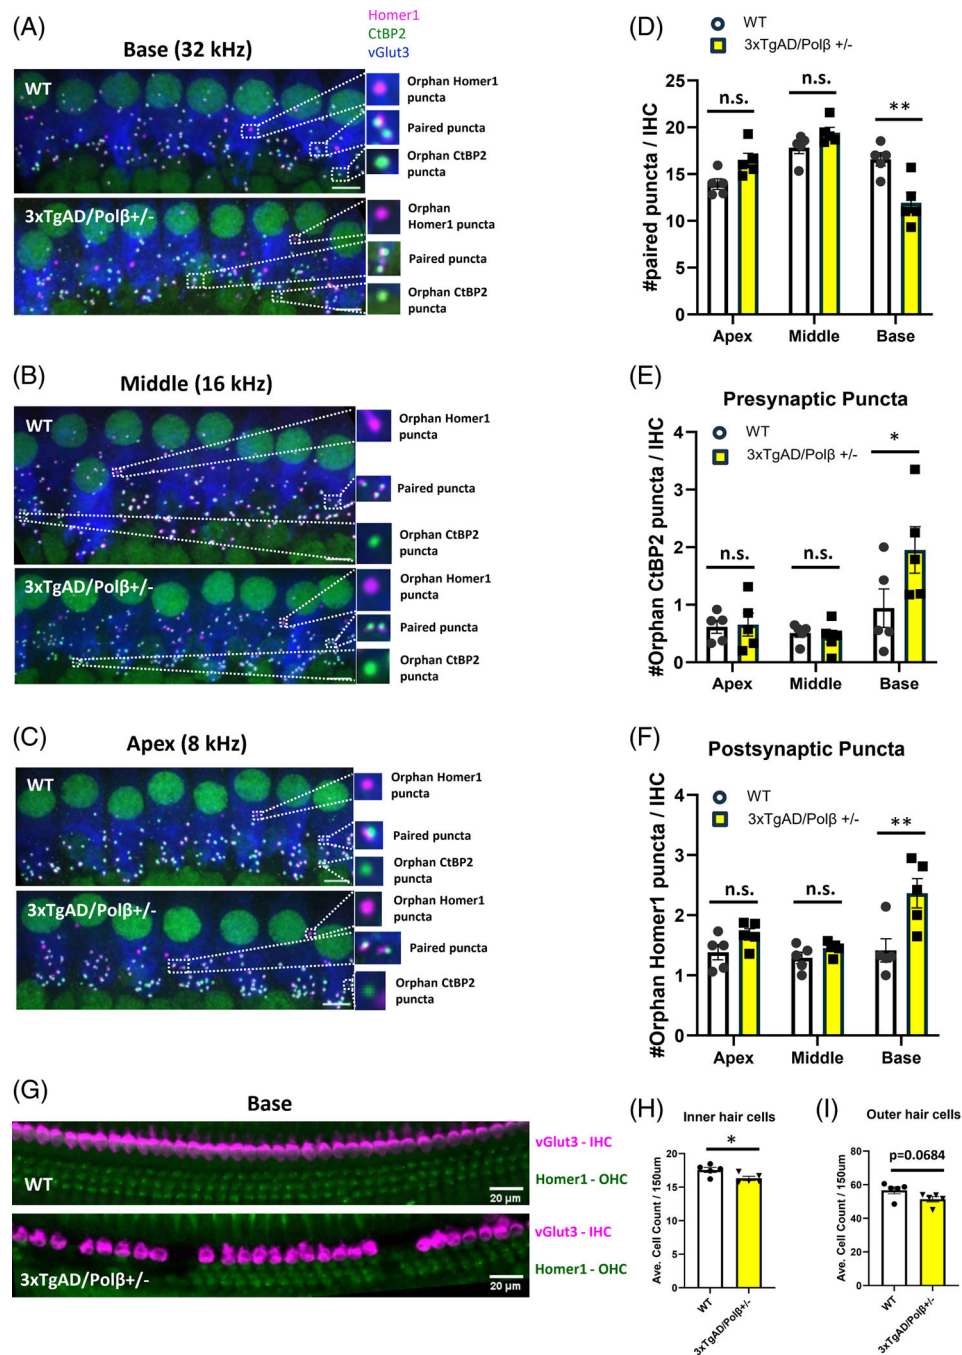 (A)
Homer1
CtBP2
vGlut3
Base (32 kHz)
WT
Orphan Homer1
puncta
Paired puncta
Orphan CtBP2
puncta
3xTgAD/Polβ+/-
Orphan
Homer1 puncta
Paired puncta
Orphan CtBP2
puncta
(B)
Middle (16 kHz)
WT
Orphan Homer1
puncta
Paired puncta
Orphan CtBP2
puncta
3xTgAD/Polβ+/-
Orphan Homer1
puncta
Paired puncta
Orphan CtBP2
puncta
(C)
Apex (8 kHz)
WT
Orphan Homer1
puncta
Paired puncta
Orphan CtBP2
puncta
3xTgAD/Polβ+/-
Orphan Homer1
puncta
Paired puncta
Orphan CtBP2
puncta
(D)
WT
3xTgAD/Polβ +/-
#paired puncta / IHC
25
20
15
10
5
0
n.s.
n.s.
**
Apex
Middle
Base
(E)
Presynaptic Puncta
WT
3xTgAD/Polβ +/-
#Orphan CtBP2 puncta / IHC
4
3
2
1
0
n.s.
n.s.
*
Apex
Middle
Base
(F)
Postsynaptic Puncta
WT
3xTgAD/Polβ +/-
#Orphan Homer1 puncta / IHC
4
3
2
1
0
n.s.
n.s.
**
Apex
Middle
Base
(G)
Base
WT
vGlut3 - IHC
Homer1 - OHC
20 µm
3xTgAD/Polβ+/-
vGlut3 - IHC
Homer1 - OHC
20 µm
(H)
Inner hair cells
*
Ave. Cell Count / 150um
20
15
10
5
0
WT
3xTgAD/Polβ+/-
(I)
Outer hair cells
p=0.0684
Ave. Cell Count / 150um
80
60
40
20
0
WT
3xTgAD/Polβ+/-